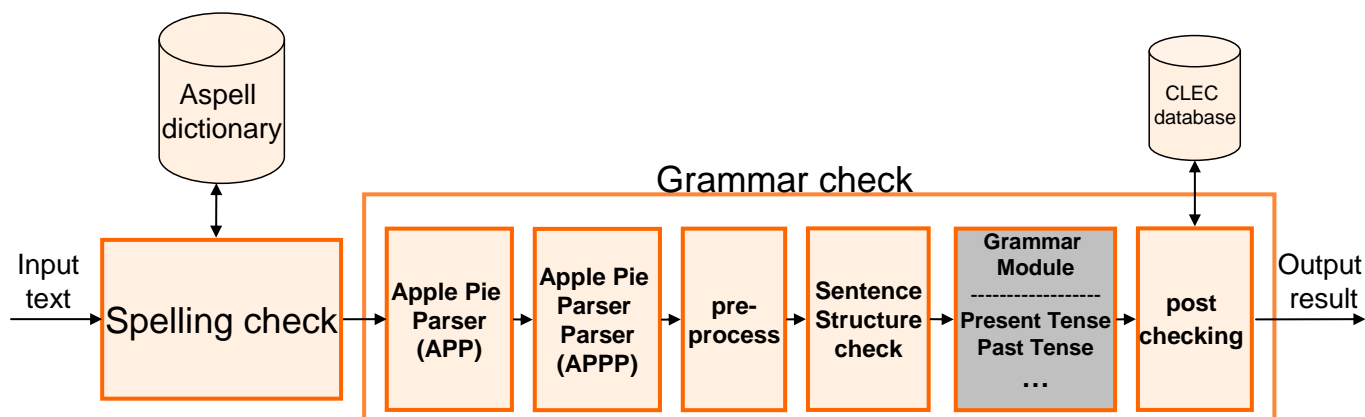 Aspell
dictionary
CLEC
database
Grammar check
Input
text
Spelling check
Apple Pie
Parser
(APP)
Apple Pie
Parser
Parser
(APPP)
pre-
process
Sentence
Structure
check
Grammar
Module
-------------------
Present Tense
Past Tense
...
post
checking
Output
result